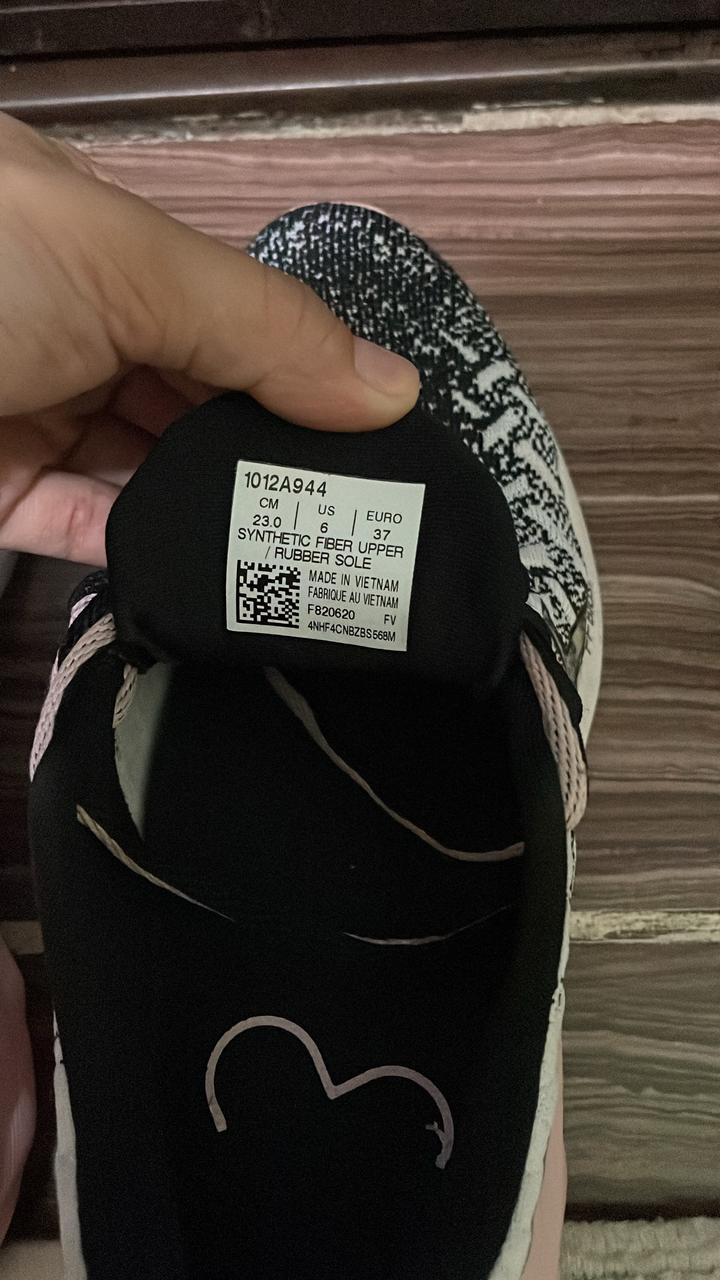 1012A944
CM US EURO
23.0 6 37
SYNTHETIC FIBER UPPER
/ RUBBER SOLE
MADE IN VIETNAM
FABRIQUE AU VIETNAM
F820620 FV
4NHF4CNBZBS568M